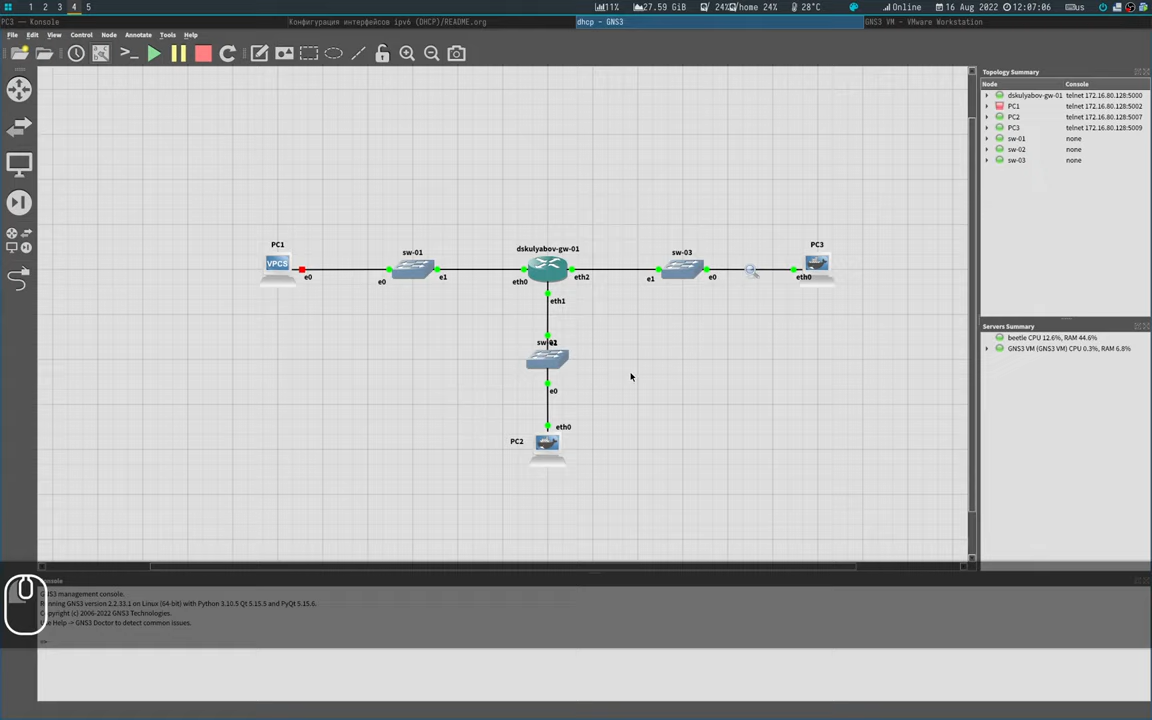 1 2 3 4 5
11% 27.59 GiB 24% /home 24% 28°C Online 16 Aug 2022 12:07:06 us
PC3 — Konsole
Конфигурация интерфейсов ipv6 (DHCP)/README.org
dhcp - GNS3
GNS3 VM - VMware Workstation
File Edit View Control Node Annotate Tools Help
Topology Summary
Node Console
dskulyabov-gw-01 telnet 172.16.80.128:5000
PC1 telnet 172.16.80.128:5002
PC2 telnet 172.16.80.128:5007
PC3 telnet 172.16.80.128:5009
sw-01 none
sw-02 none
sw-03 none
PC1
VPCS
e0
sw-01
e0
e1
dskulyabov-gw-01
eth0
eth2
eth1
sw-03
e1
e0
PC3
eth0
e0
eth0
PC2
Servers Summary
beetle CPU 12.6%, RAM 44.6%
GNS3 VM (GNS3 VM) CPU 0.3%, RAM 6.8%
Console
GNS3 management console.
Running GNS3 version 2.2.33.1 on Linux (64-bit) with Python 3.10.5 Qt 5.15.5 and PyQt 5.15.6.
Copyright (c) 2006-2022 GNS3 Technologies.
Use Help -> GNS3 Doctor to detect common issues.